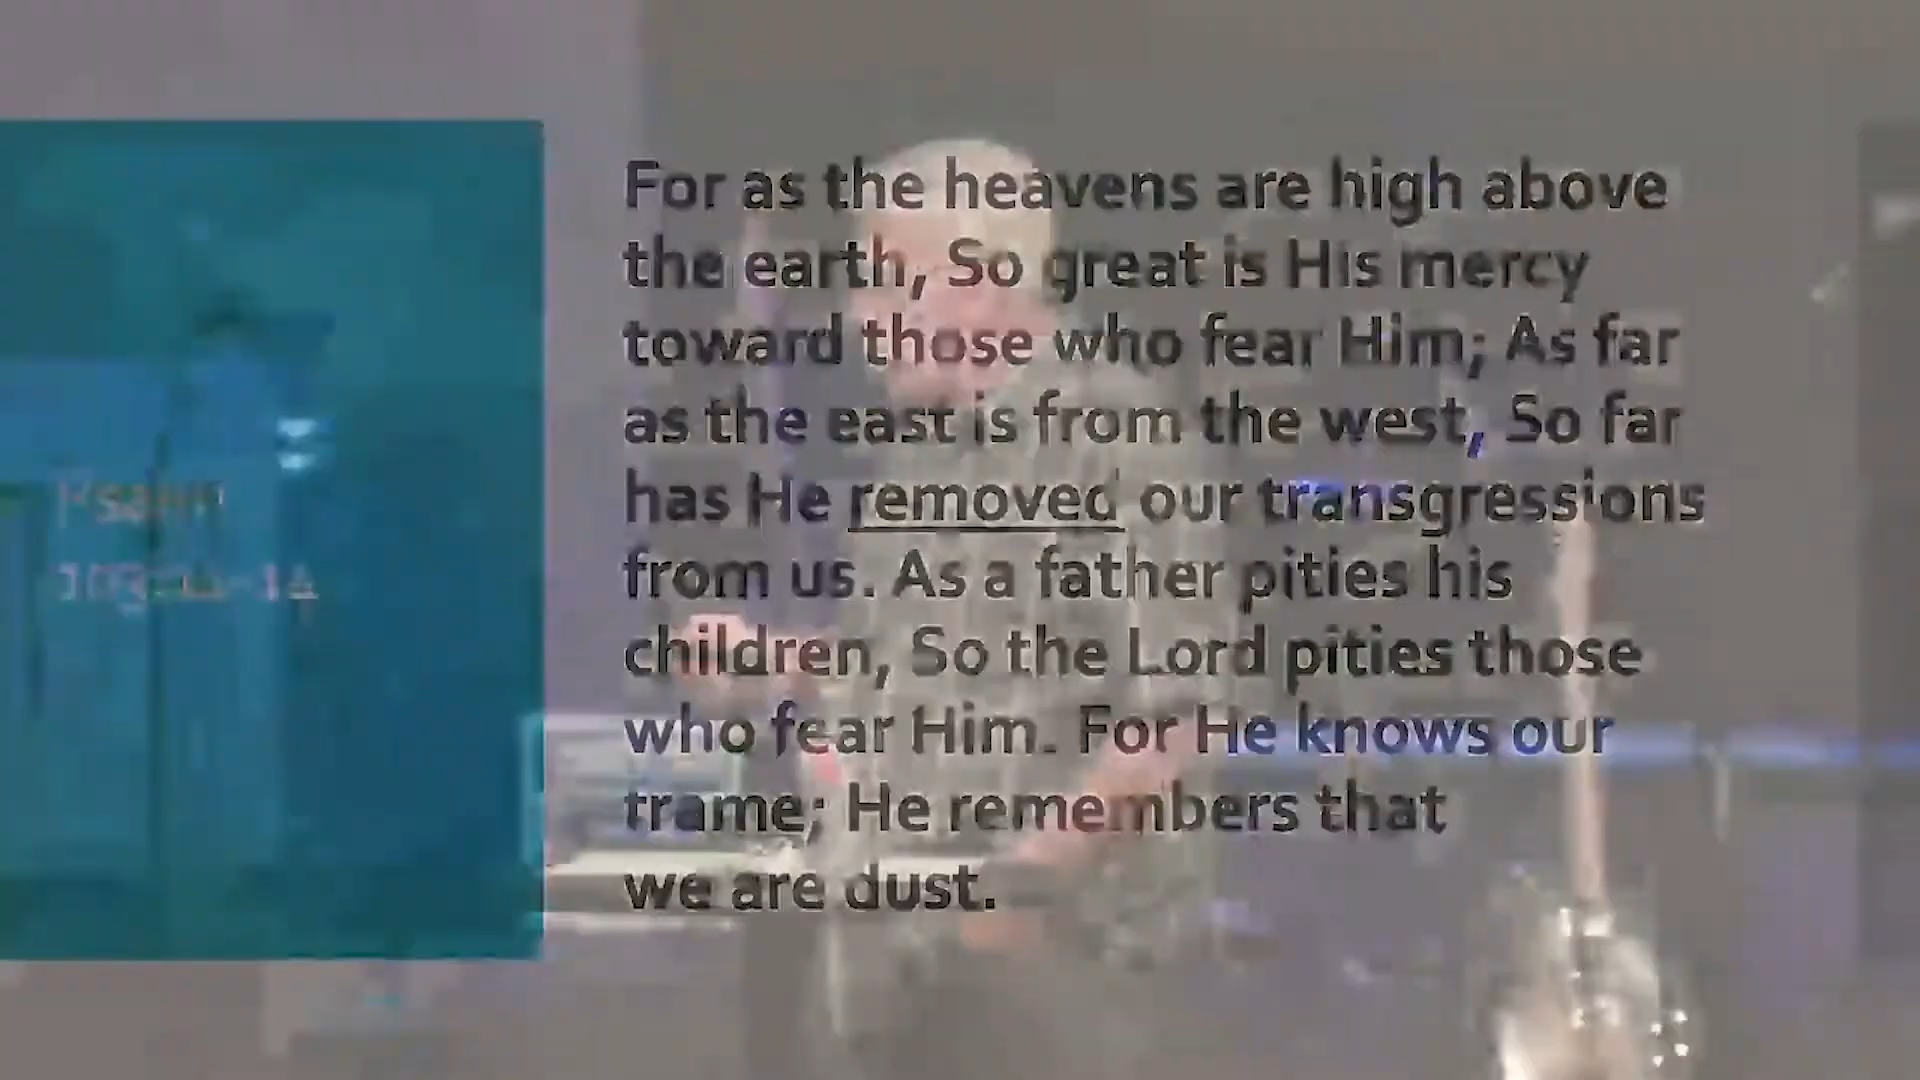 Psalm
For as the heavens are high above
the earth, So great is His mercy
toward those who fear Him; As far
as the east is from the west, So far
has He removed our transgressions
from us. As a father pities his
children, So the Lord pities those
who fear Him. For He knows our
frame; He remembers that
we are dust.